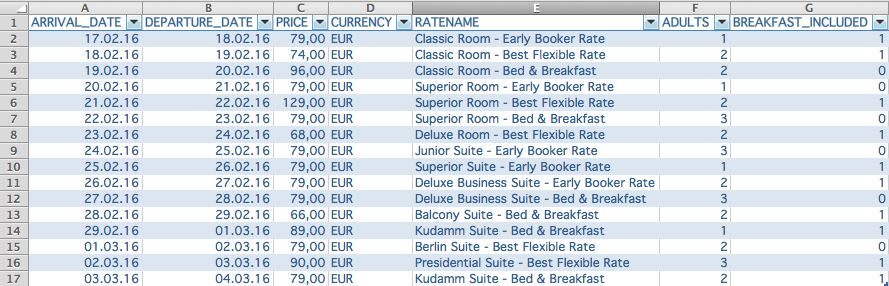 A B C D E F G
1 ARRIVAL_DATE DEPARTURE_DATE PRICE CURRENCY RATENAME ADULTS BREAKFAST_INCLUDED
2 17.02.16 18.02.16 79,00 EUR Classic Room - Early Booker Rate 1 1
3 18.02.16 19.02.16 74,00 EUR Classic Room - Best Flexible Rate 2 1
4 19.02.16 20.02.16 96,00 EUR Classic Room - Bed & Breakfast 2 0
5 20.02.16 21.02.16 79,00 EUR Superior Room - Early Booker Rate 1 0
6 21.02.16 22.02.16 129,00 EUR Superior Room - Best Flexible Rate 2 1
7 22.02.16 23.02.16 79,00 EUR Superior Room - Bed & Breakfast 3 0
8 23.02.16 24.02.16 68,00 EUR Deluxe Room - Best Flexible Rate 2 1
9 24.02.16 25.02.16 79,00 EUR Junior Suite - Early Booker Rate 3 0
10 25.02.16 26.02.16 79,00 EUR Superior Suite - Early Booker Rate 1 1
11 26.02.16 27.02.16 79,00 EUR Deluxe Business Suite - Early Booker Rate 2 1
12 27.02.16 28.02.16 79,00 EUR Deluxe Business Suite - Bed & Breakfast 3 0
13 28.02.16 29.02.16 66,00 EUR Balcony Suite - Bed & Breakfast 2 1
14 29.02.16 01.03.16 89,00 EUR Kudamm Suite - Bed & Breakfast 1 1
15 01.03.16 02.03.16 79,00 EUR Berlin Suite - Best Flexible Rate 2 0
16 02.03.16 03.03.16 90,00 EUR Presidential Suite - Best Flexible Rate 3 1
17 03.03.16 04.03.16 79,00 EUR Kudamm Suite - Bed & Breakfast 2 1